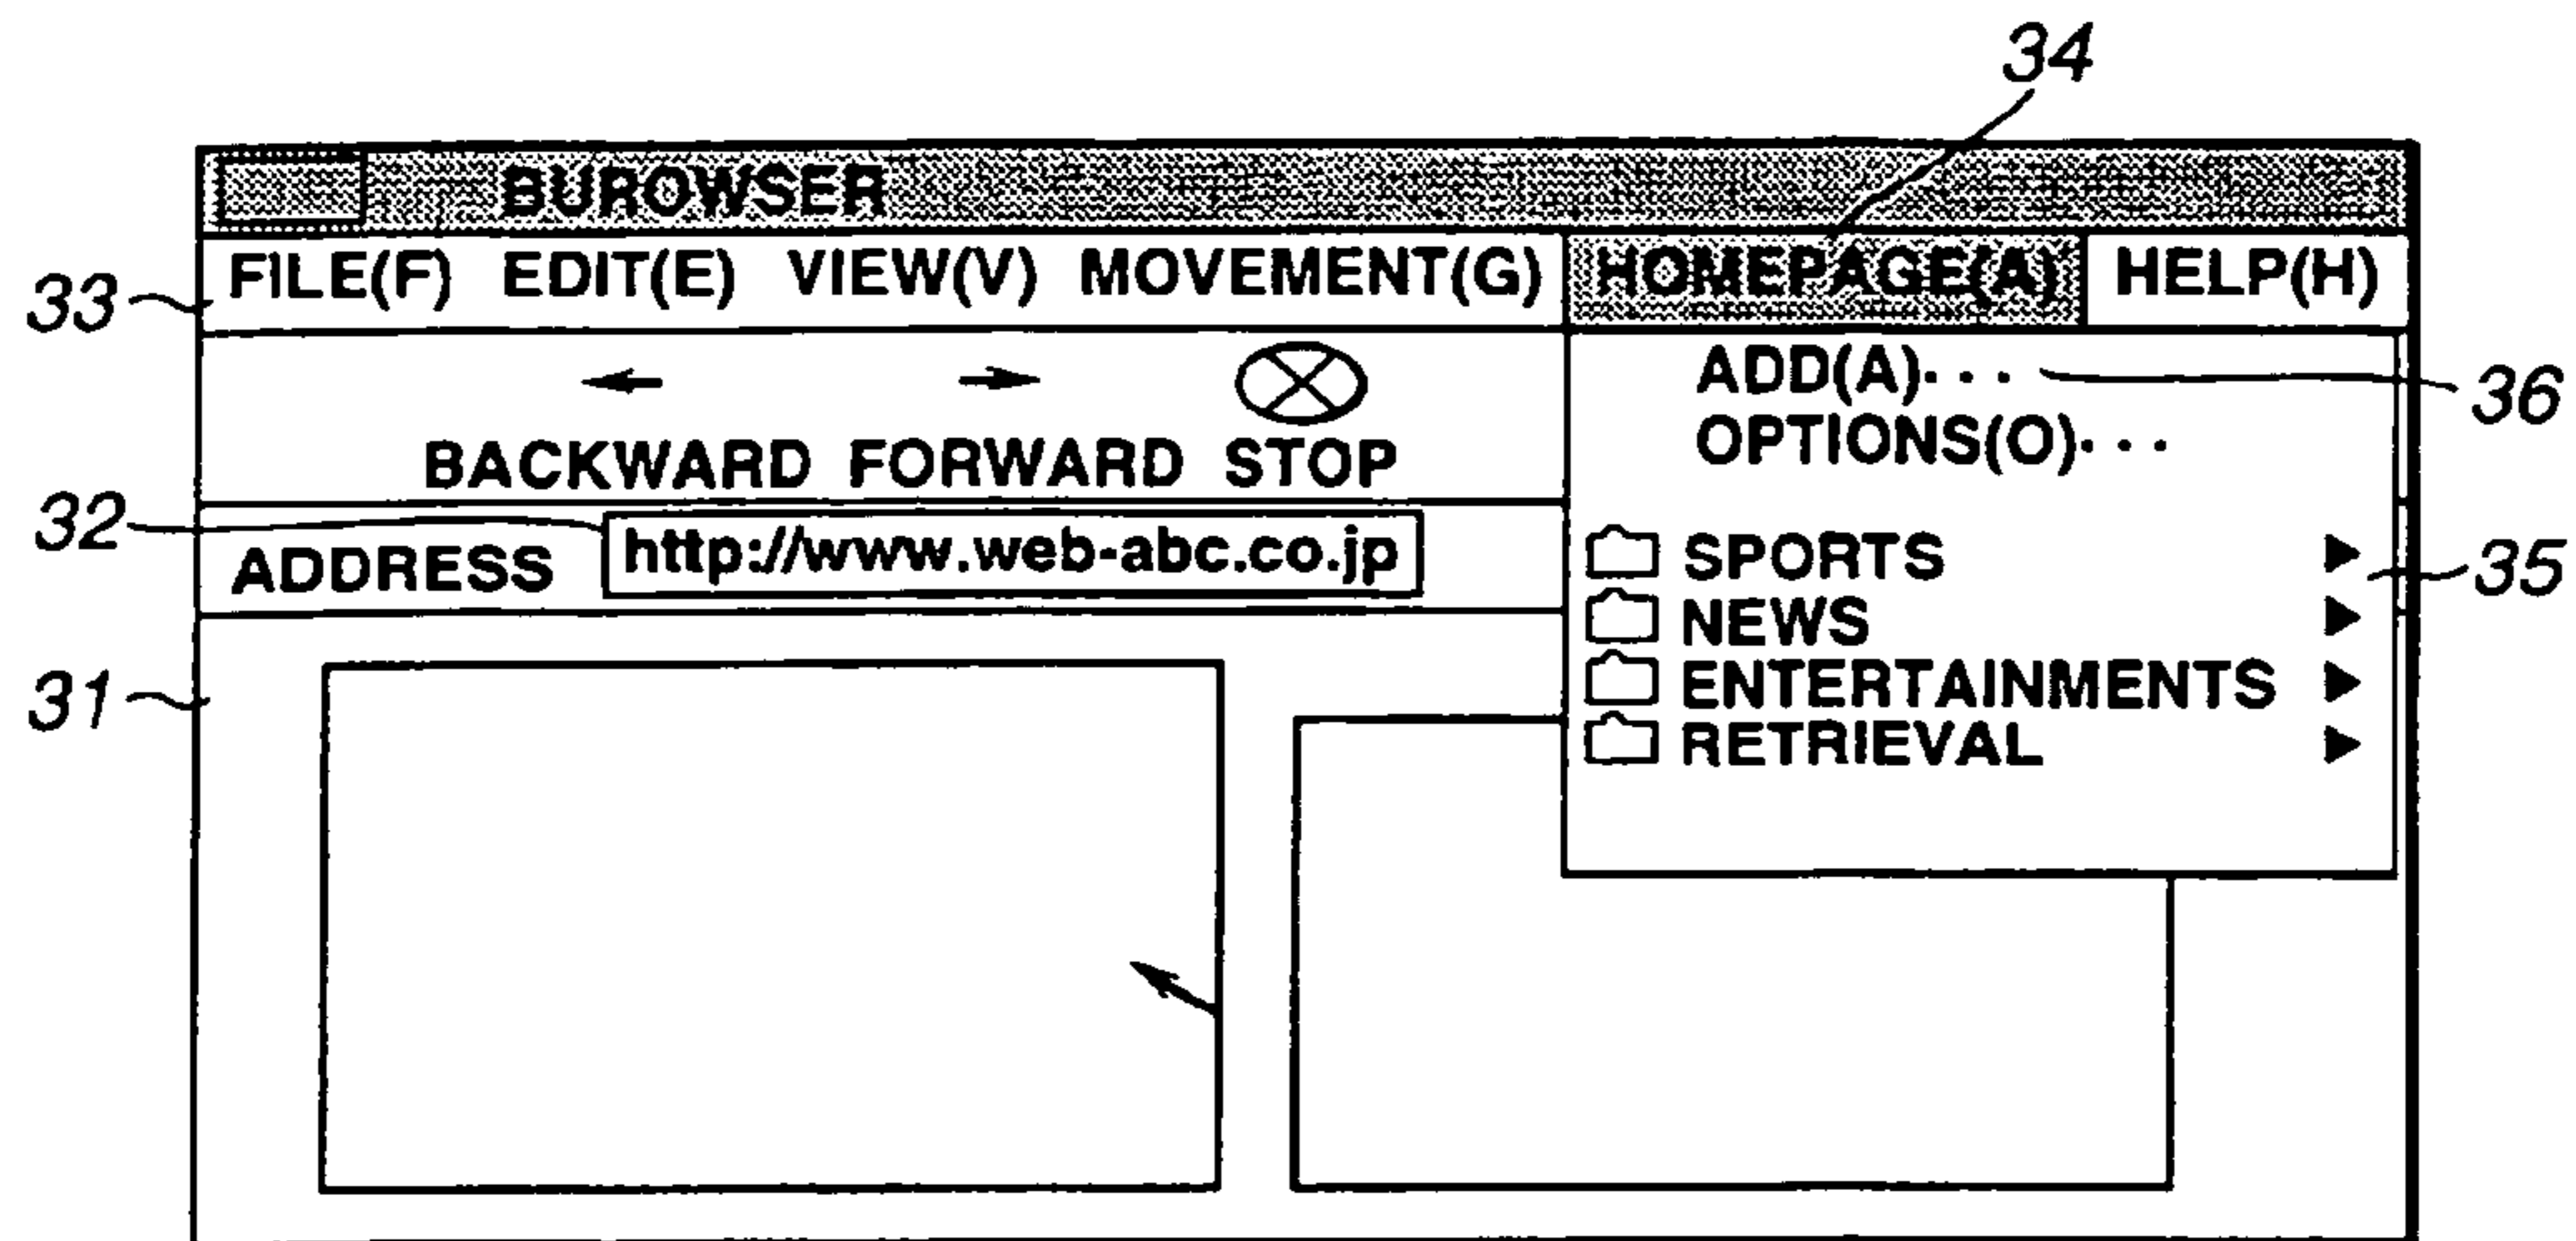 34
BUROWSER
33 FILE(F) EDIT(E) VIEW(V) MOVEMENT(G) HOMEPAGE(A) HELP(H)
ADD(A)··· 36
OPTIONS(O)···
BACKWARD FORWARD STOP
32 ADDRESS http://www.web-abc.co.jp
SPORTS 35
NEWS
31 ENTERTAINMENTS
RETRIEVAL